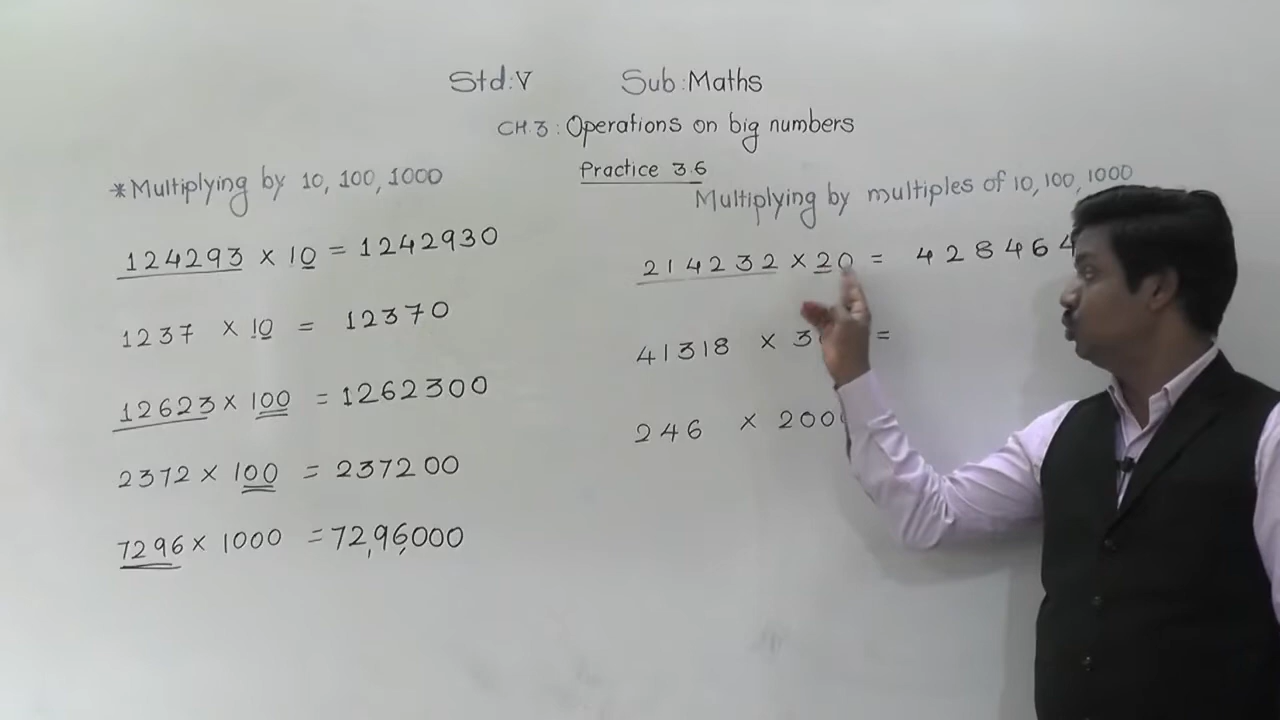 Std:V Sub:Maths
CH.3: Operations on big numbers
Practice 3.6
*Multiplying by 10, 100, 1000
124293 × 10 = 1242930
1237 × 10 = 12370
12623 × 100 = 1262300
2372 × 100 = 237200
7296 × 1000 = 72,96,000
Multiplying by multiples of 10, 100, 1000
214232 × 20 = 428464
41318 × 3 =
246 × 200